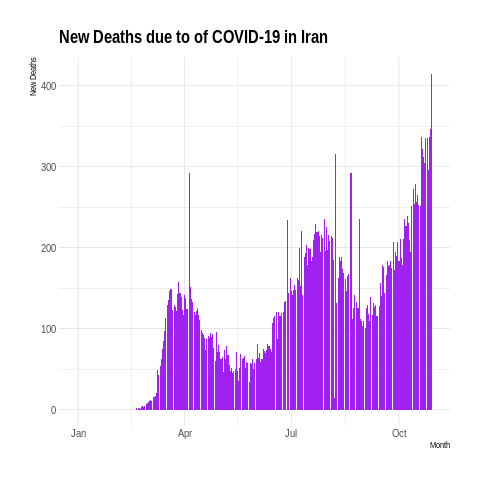 New Deaths due to of COVID-19 in Iran
New Deaths
400
300
200
100
0
Jan Apr Jul Oct
Month